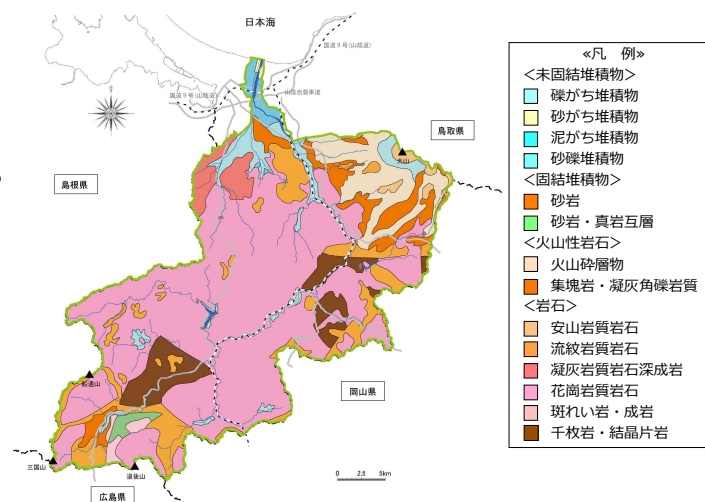 日本海
国道9号(山陰道)
国道9号(山陰道)
山陰自動車道
鳥取県
大山
島根県
船通山
岡山県
三国山
道後山
広島県
0 2.5 5km
≪凡 例≫
<未固結堆積物>
礫がち堆積物
砂がち堆積物
泥がち堆積物
砂礫堆積物
<固結堆積物>
砂岩
砂岩・真岩互層
<火山性岩石>
火山砕屑物
集塊岩・凝灰角礫岩質
<岩石>
安山岩質岩石
流紋岩質岩石
凝灰岩質岩石深成岩
花崗岩質岩石
斑れい岩・成岩
千枚岩・結晶片岩